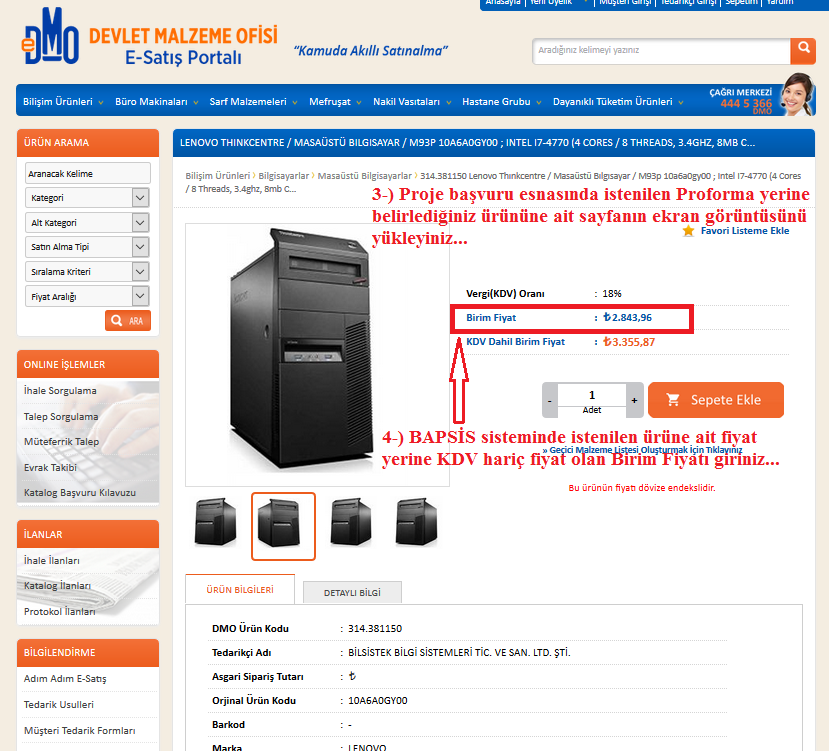 Anasayfa | Yeni Üyelik | Müşteri Girişi | Tedarikçi Girişi | Sepetim | Yardım
eDMO DEVLET MALZEME OFİSİ
E-Satış Portalı
“Kamuda Akıllı Satınalma”
Aradığınız kelimeyi yazınız
Bilişim Ürünleri Büro Makinaları Sarf Malzemeleri Mefruşat Nakil Vasıtaları Hastane Grubu Dayanıklı Tüketim Ürünleri
ÇAĞRI MERKEZİ
444 5 366
DMO
ÜRÜN ARAMA
Aranacak Kelime
Kategori
Alt Kategori
Satın Alma Tipi
Sıralama Kriteri
Fiyat Aralığı
ARA
ONLINE İŞLEMLER
İhale Sorgulama
Talep Sorgulama
Müteferrik Talep
Evrak Takibi
Katalog Başvuru Kılavuzu
İLANLAR
İhale İlanları
Katalog İlanları
Protokol İlanları
BİLGİLENDİRME
Adım Adım E-Satış
Tedarik Usulleri
Müşteri Tedarik Formları
LENOVO THINKCENTRE / MASAÜSTÜ BILGISAYAR / M93P 10A6A0GY00 ; INTEL I7-4770 (4 CORES / 8 THREADS, 3.4GHZ, 8MB C...
Bilişim Ürünleri › Bilgisayarlar › Masaüstü Bilgisayarlar › 314.381150 Lenovo Thınkcentre / Masaüstü Bılgısayar / M93p 10a6a0gy00 ; Intel I7-4770 (4 Cores
/ 8 Threads, 3.4ghz, 8mb C...
3-) Proje başvuru esnasında istenilen Proforma yerine
belirlediğiniz ürününe ait sayfanın ekran görüntüsünü
yükleyiniz...
Favori Listeme Ekle
Vergi(KDV) Oranı : 18%
Birim Fiyat : ₺2.843,96
KDV Dahil Birim Fiyat : ₺3.355,87
- 1 +
Adet
Sepete Ekle
4-) BAPSİS sisteminde istenilen ürüne ait fiyat
» Geçici Malzeme Listesi Oluşturmak İçin Tıklayınız
yerine KDV hariç fiyat olan Birim Fiyatı giriniz...
Bu ürünün fiyatı dövize endekslidir.
ÜRÜN BİLGİLERİ DETAYLI BİLGİ
DMO Ürün Kodu : 314.381150
Tedarikçi Adı : BİLSİSTEK BİLGİ SİSTEMLERİ TİC. VE SAN. LTD. ŞTİ.
Asgari Sipariş Tutarı : ₺
Orjinal Ürün Kodu : 10A6A0GY00
Barkod : -
Marka : LENOVO